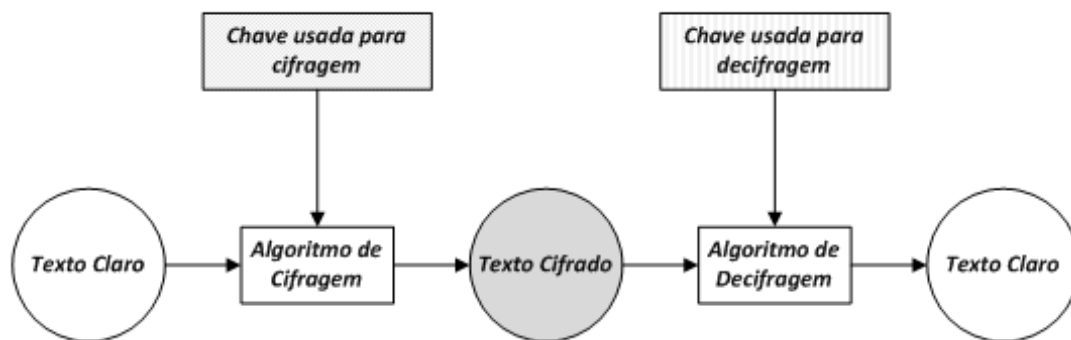 Chave usada para
cifragem
Chave usada para
decifragem
Texto Claro
Algoritmo de
Cifragem
Texto Cifrado
Algoritmo de
Decifragem
Texto Claro